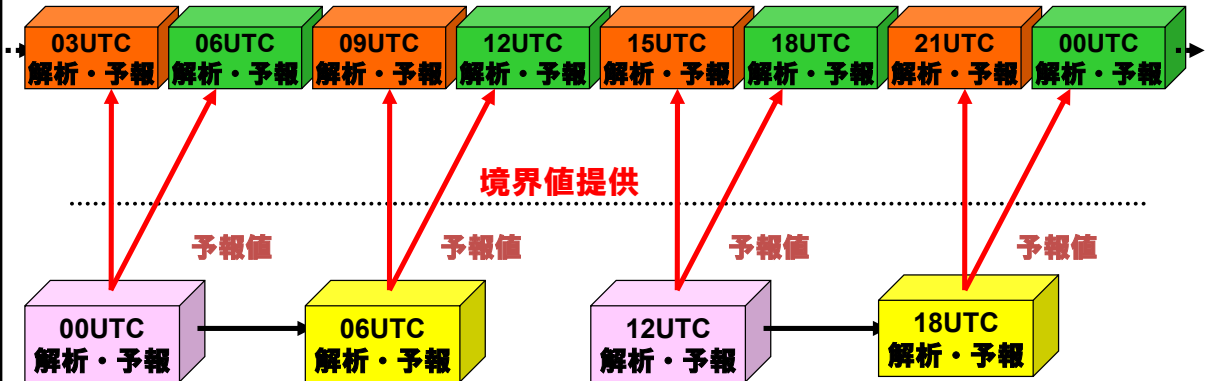 03UTC
解析・予報
06UTC
解析・予報
09UTC
解析・予報
12UTC
解析・予報
15UTC
解析・予報
18UTC
解析・予報
21UTC
解析・予報
00UTC
解析・予報
境界値提供
予報値
予報値
予報値
予報値
00UTC
解析・予報
06UTC
解析・予報
12UTC
解析・予報
18UTC
解析・予報